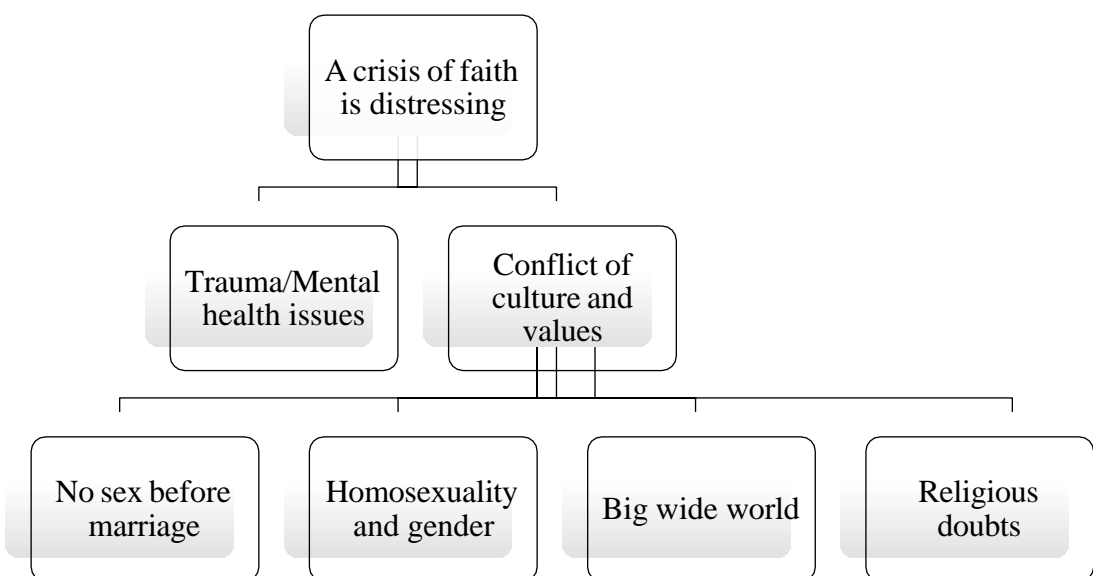 A crisis of faith
is distressing
Trauma/Mental
health issues
Conflict of
culture and
values
No sex before
marriage
Homosexuality
and gender
Big wide world
Religious
doubts